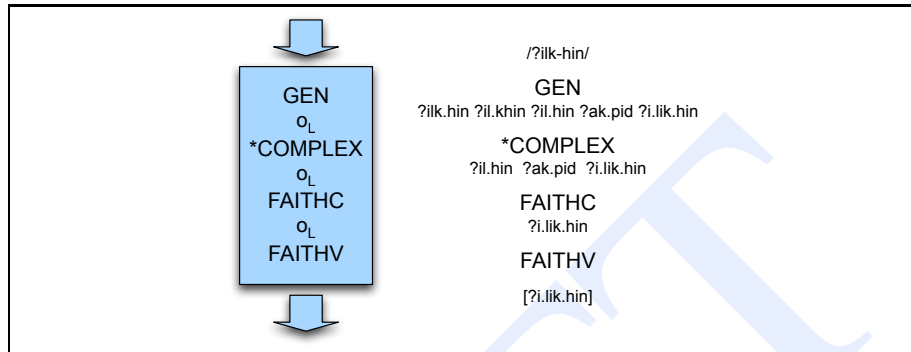 GEN
oL
*COMPLEX
oL
FAITHC
oL
FAITHV
/?ilk-hin/
GEN
?ilk.hin ?il.khin ?il.hin ?ak.pid ?i.lik.hin
*COMPLEX
?il.hin ?ak.pid ?i.lik.hin
FAITHC
?i.lik.hin
FAITHV
[?i.lik.hin]